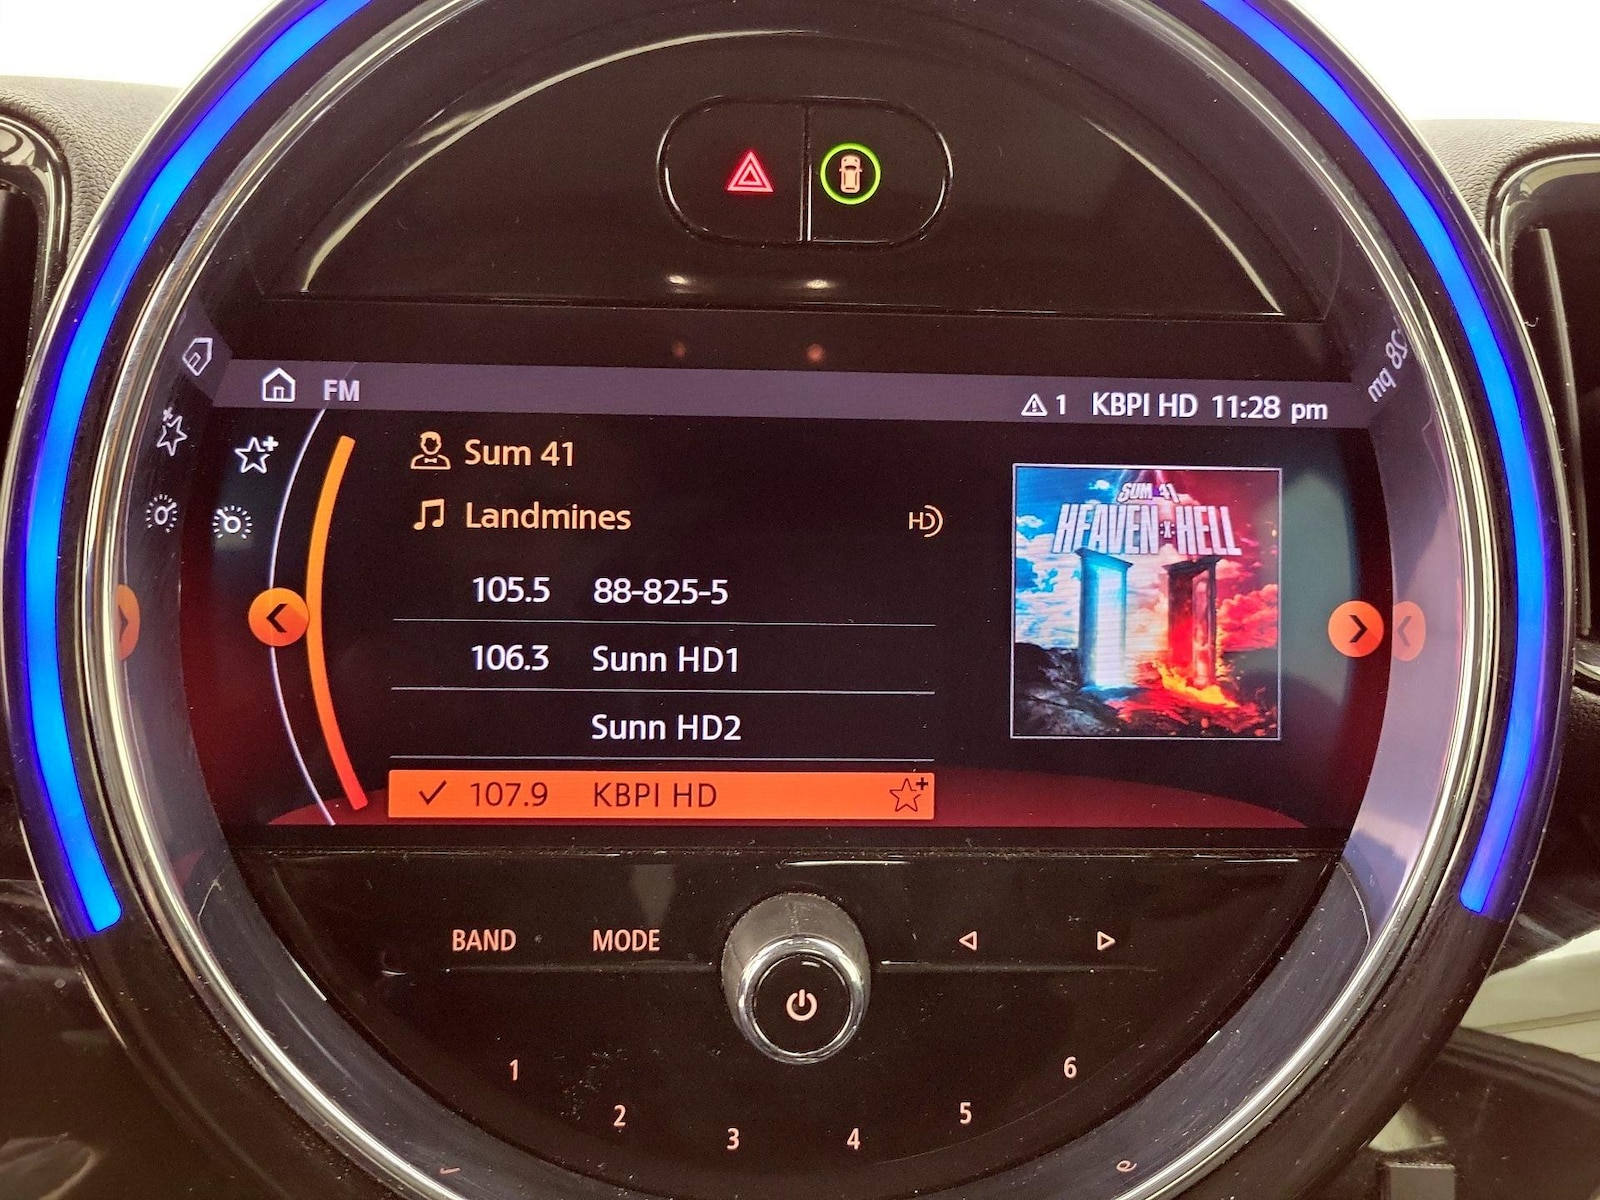 FM
1 KBPI HD 11:28 pm
Sum 41
Landmines
HD
SUM 41
HEAVEN HELL
105.5 88-825-5
106.3 Sunn HD1
Sunn HD2
107.9 KBPI HD
BAND MODE
1
2
3
4
5
6